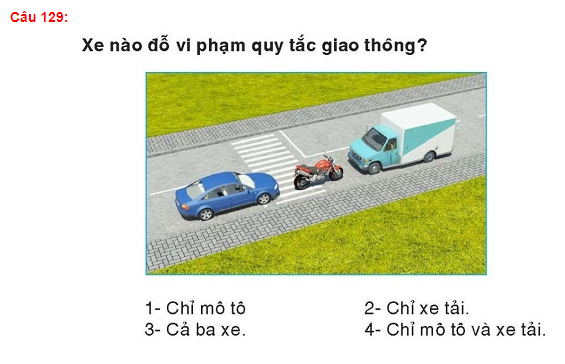 Câu 129:
Xe nào đỗ vi phạm quy tắc giao thông?
1- Chỉ mô tô
2- Chỉ xe tải.
3- Cả ba xe.
4- Chỉ mô tô và xe tải.